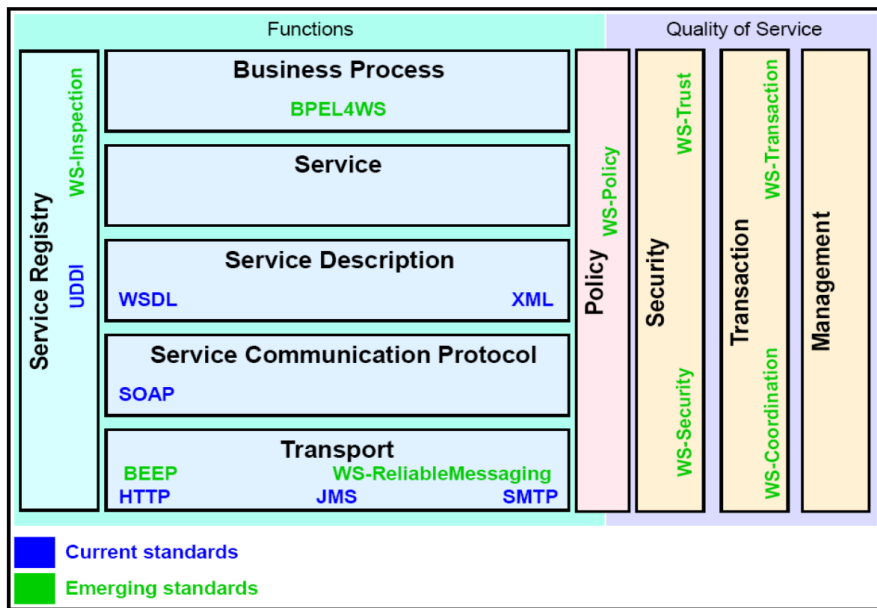 Functions
Quality of Service
Service Registry
WS-Inspection
UDDI
Business Process
BPEL4WS
Service
Service Description
WSDL XML
Service Communication Protocol
SOAP
Transport
BEEP WS-ReliableMessaging
HTTP JMS SMTP
Policy
WS-Policy
Security
WS-Trust
WS-Security
Transaction
WS-Transaction
WS-Coordination
Management
Current standards
Emerging standards